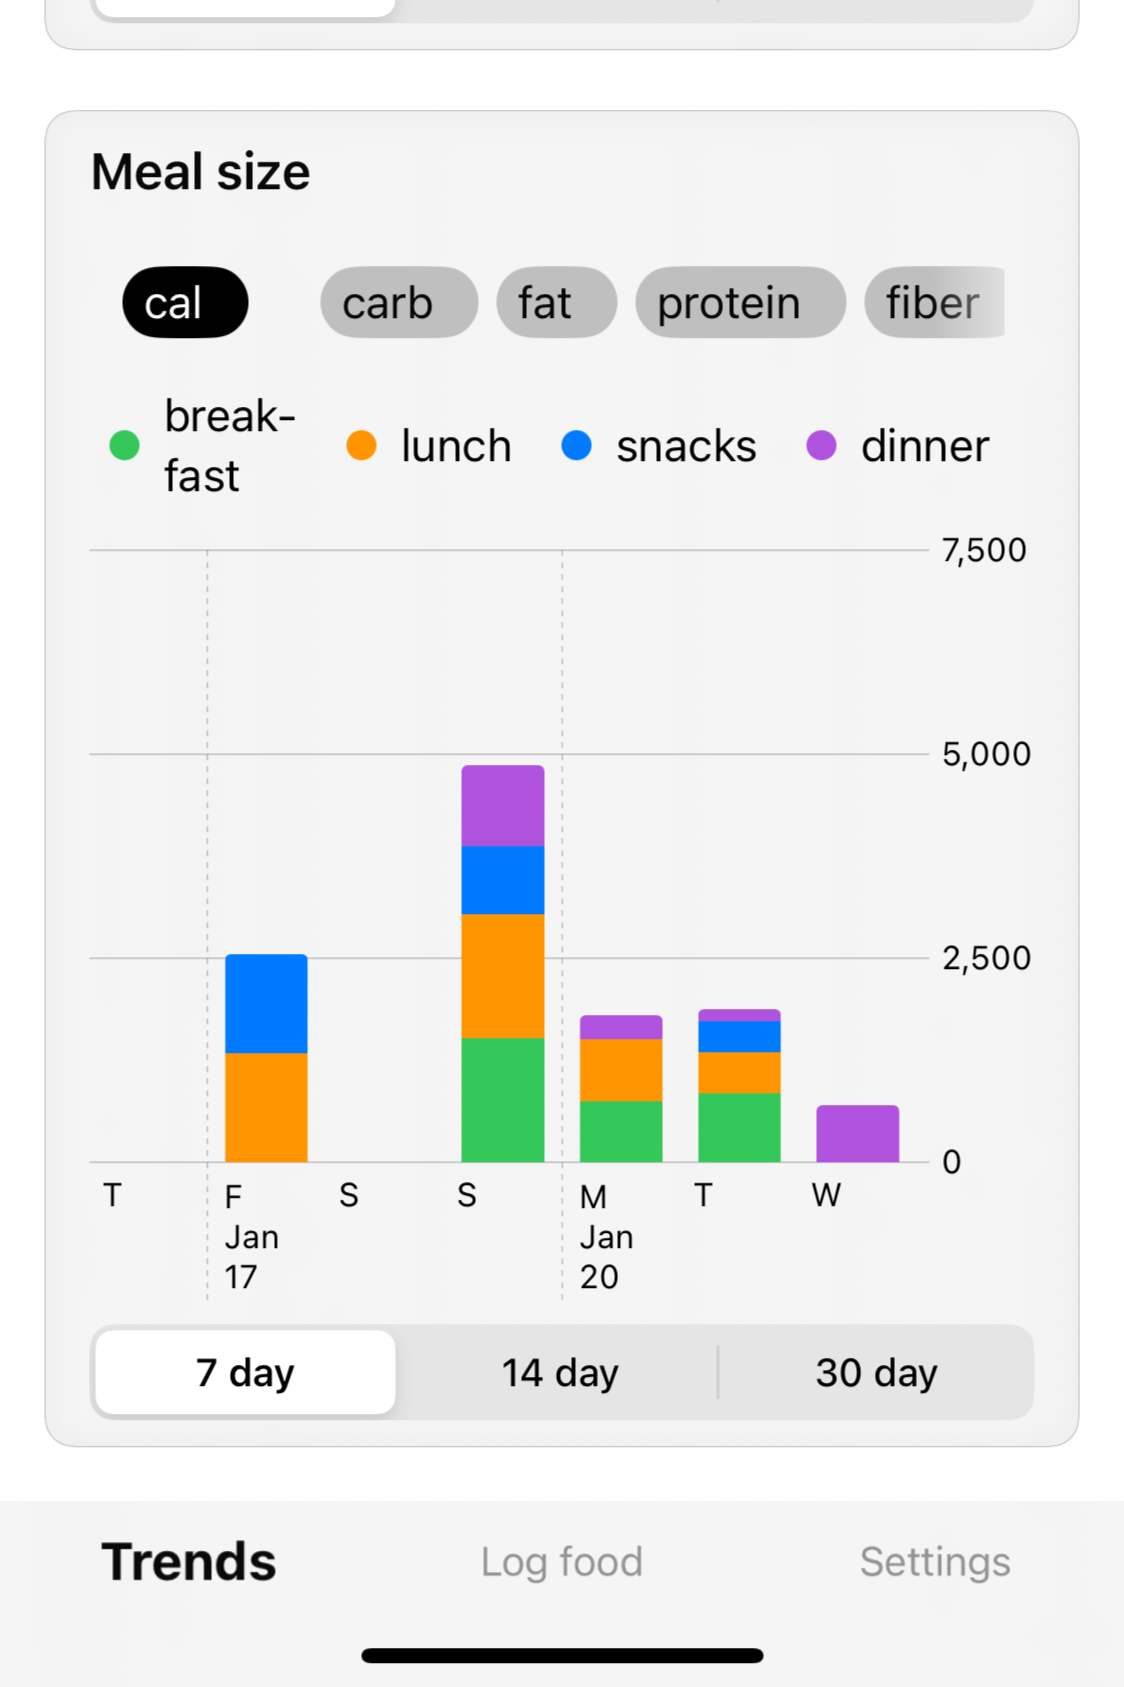 Meal size
cal carb fat protein fiber
break-
fast
lunch snacks dinner
7,500
5,000
2,500
0
T F S S M T W
Jan Jan
17 20
7 day 14 day 30 day
Trends Log food Settings